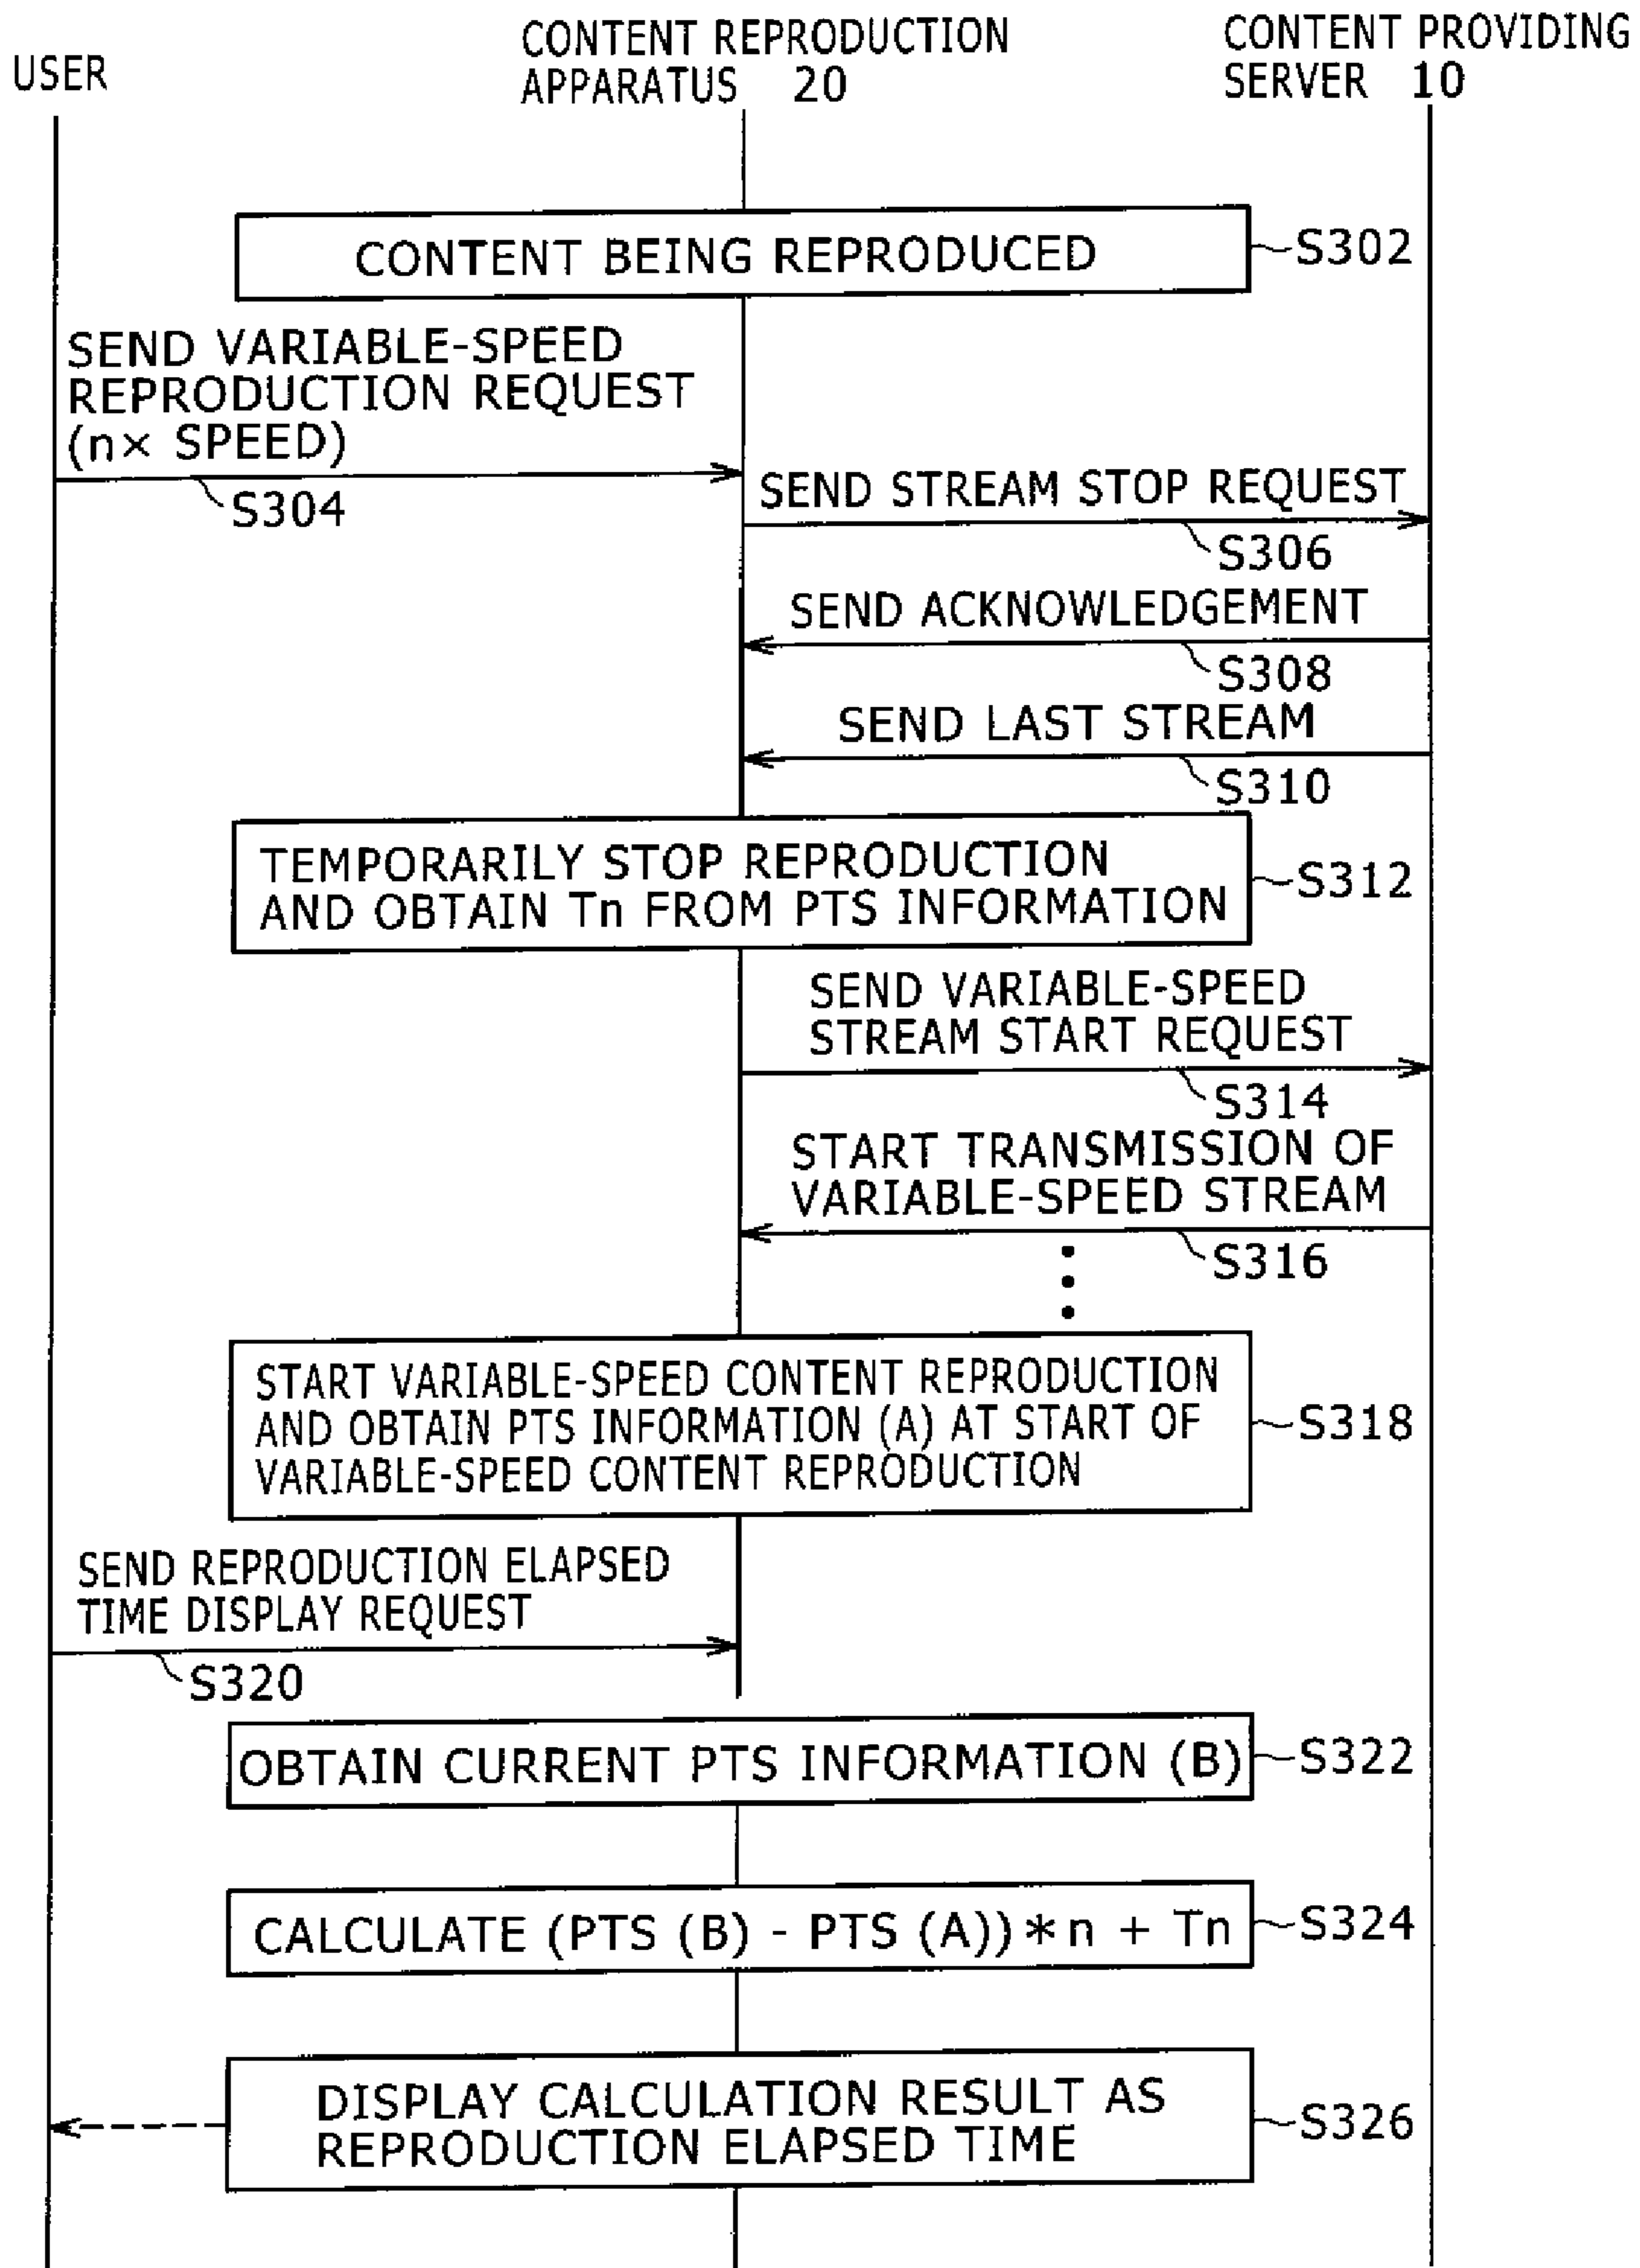 USER
CONTENT REPRODUCTION
APPARATUS 20
CONTENT PROVIDING
SERVER 10
CONTENT BEING REPRODUCED
S302
SEND VARIABLE-SPEED
REPRODUCTION REQUEST
(n× SPEED)
S304
SEND STREAM STOP REQUEST
S306
SEND ACKNOWLEDGEMENT
S308
SEND LAST STREAM
S310
TEMPORARILY STOP REPRODUCTION
AND OBTAIN Tn FROM PTS INFORMATION
S312
SEND VARIABLE-SPEED
STREAM START REQUEST
S314
START TRANSMISSION OF
VARIABLE-SPEED STREAM
S316
START VARIABLE-SPEED CONTENT REPRODUCTION
AND OBTAIN PTS INFORMATION (A) AT START OF
VARIABLE-SPEED CONTENT REPRODUCTION
S318
SEND REPRODUCTION ELAPSED
TIME DISPLAY REQUEST
S320
OBTAIN CURRENT PTS INFORMATION (B)
S322
CALCULATE (PTS (B) - PTS (A)) * n + Tn
S324
DISPLAY CALCULATION RESULT AS
REPRODUCTION ELAPSED TIME
S326